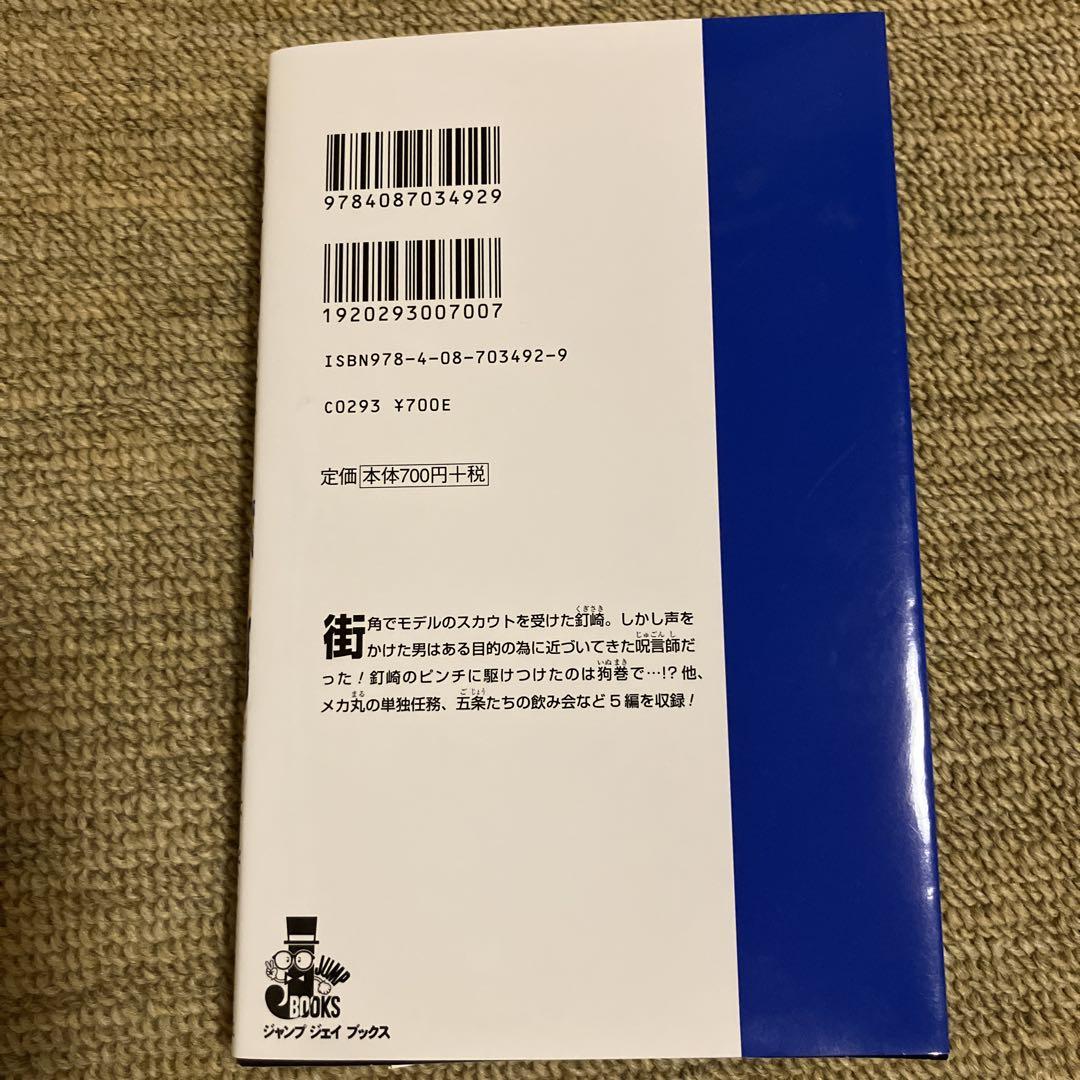 9784087034929
1920293007007
ISBN978-4-08-703492-9
C0293 ¥700E
定価 本体700円+税
街角でモデルのスカウトを受けた釘崎。しかし声を
かけた男はある目的の為に近づいてきた呪言師だ
った!釘崎のピンチに駆けつけたのは狗巻で…!?他、
メカ丸の単独任務、五条たちの飲み会など5編を収録!
JUMP
J BOOKS
ジャンプ ジェイ ブックス